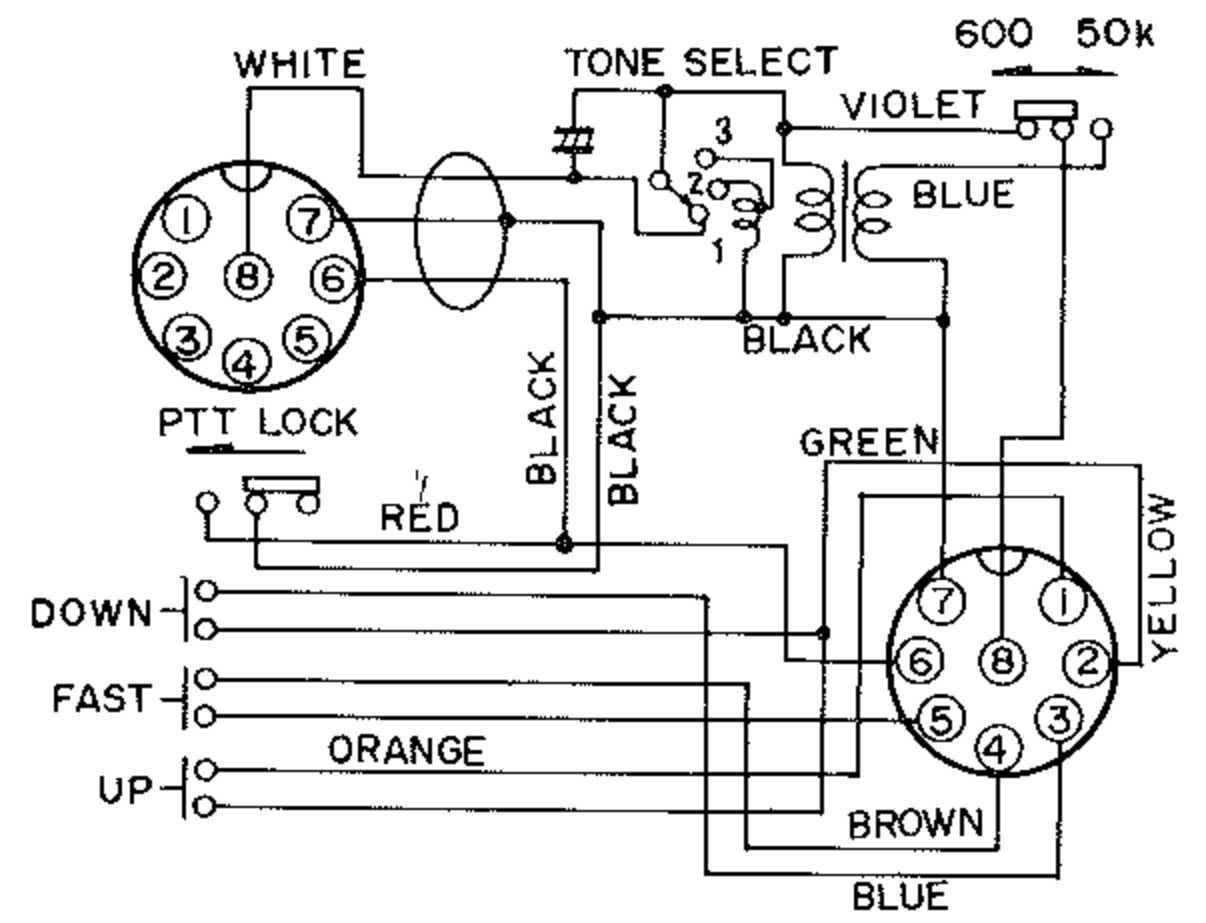 600 50k
WHITE
TONE SELECT
VIOLET
3
2
1
BLUE
1
7
2
8
6
3
5
4
BLACK
PTT LOCK
BLACK
BLACK
GREEN
RED
YELLOW
DOWN
7
1
6
8
2
FAST
5
3
4
ORANGE
UP
BROWN
BLUE